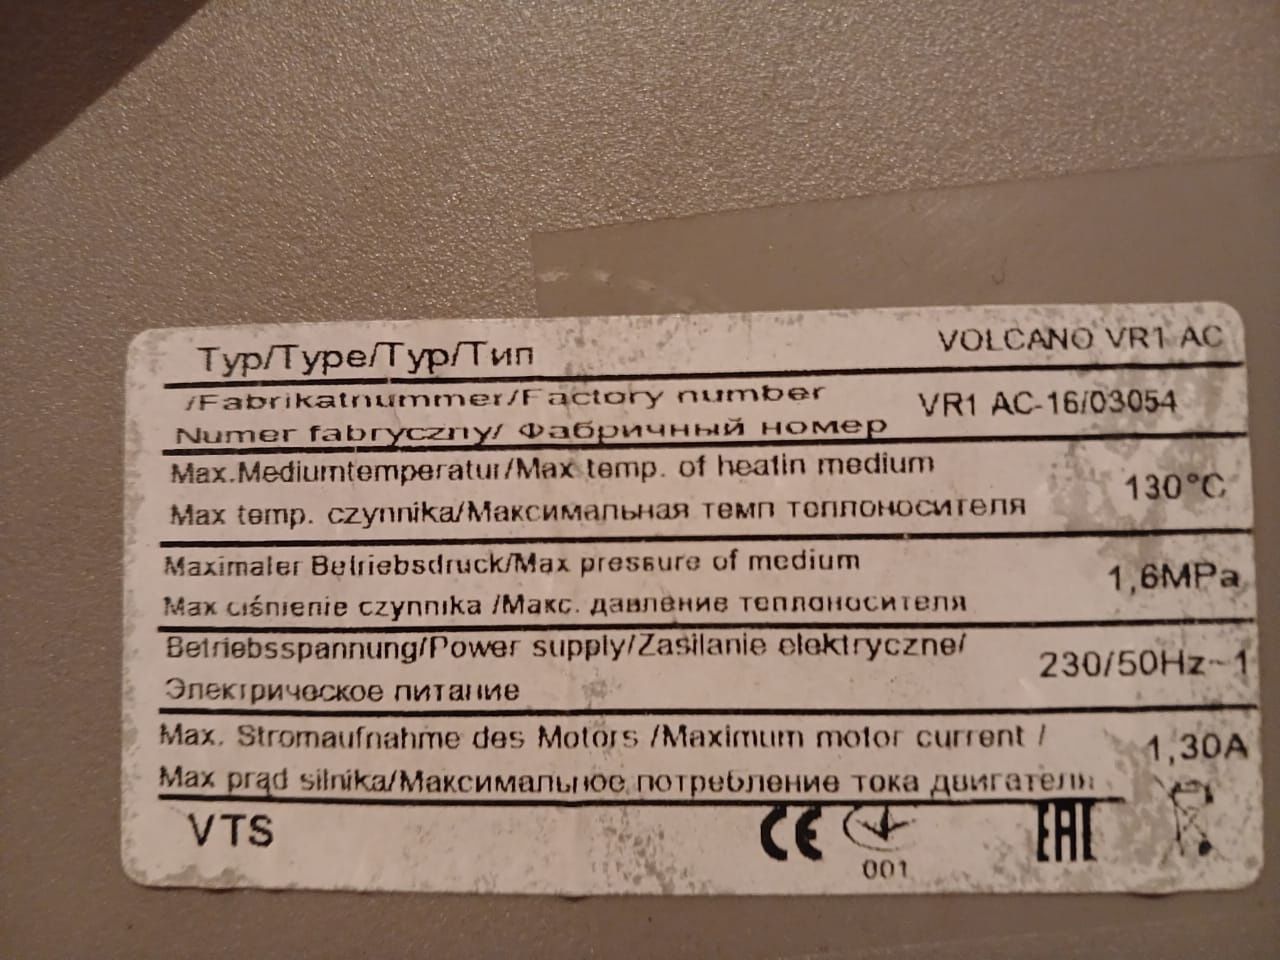 Typ/Type/Typ/Тип VOLCANO VR1 AC
/Fabrikatnummer/Factory number VR1 AC-16/03054
Numer fabryczny/ Фабричный номер
Max.Mediumtemperatur/Max temp. of heatin medium 130°C
Max temp. czynnika/Максимальная темп теплоносителя
Maximaler Betriebsdruck/Max pressure of medium 1,6MPa
Max ciśnienie czynnika /Макс. давление теплоносителя
Betriebsspannung/Power supply/Zasilanie elektryczne/ 230/50Hz~1
Электрическое питание
Max. Stromaufnahme des Motors /Maximum motor current / 1,30A
Max prąd silnika/Максимальное потребление тока двигателя
VTS CE 001 EAC